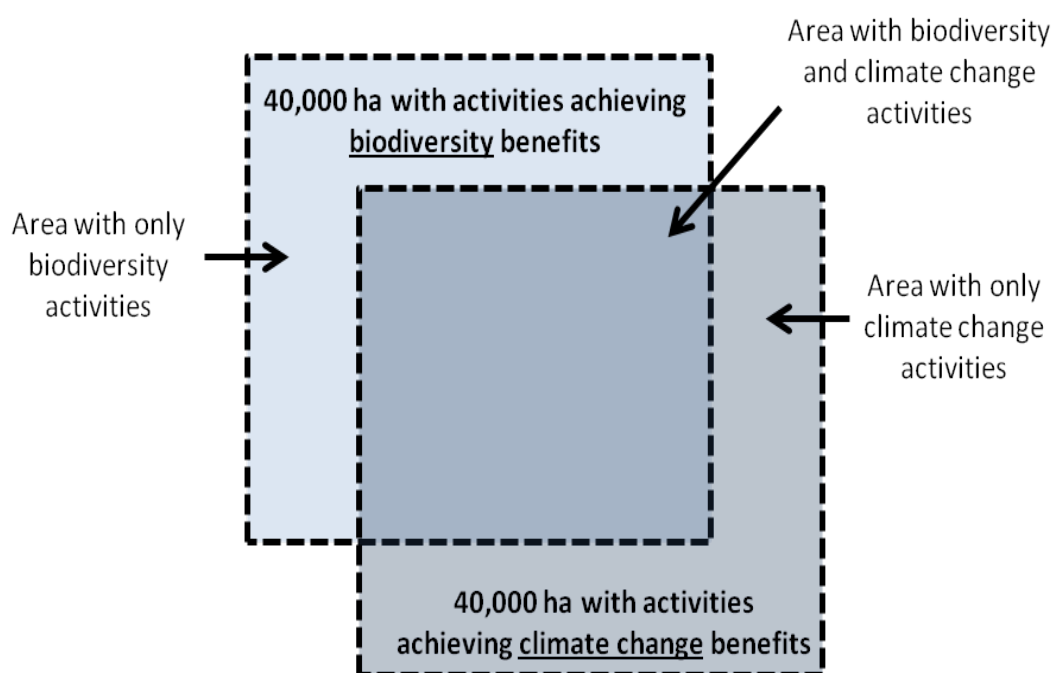 Area with biodiversity
and climate change
activities
40,000 ha with activities achieving
biodiversity benefits
Area with only
biodiversity
activities
Area with only
climate change
activities
40,000 ha with activities
achieving climate change benefits